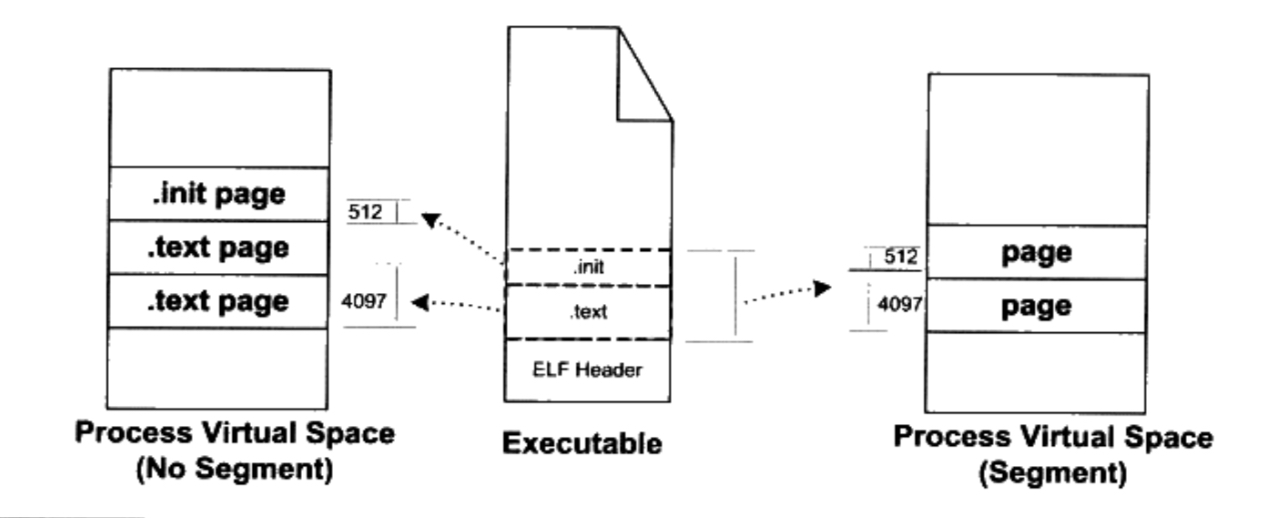 .init page
.text page
.text page
512
4097
Process Virtual Space
(No Segment)
.init
.text
ELF Header
Executable
512
4097
page
page
Process Virtual Space
(Segment)